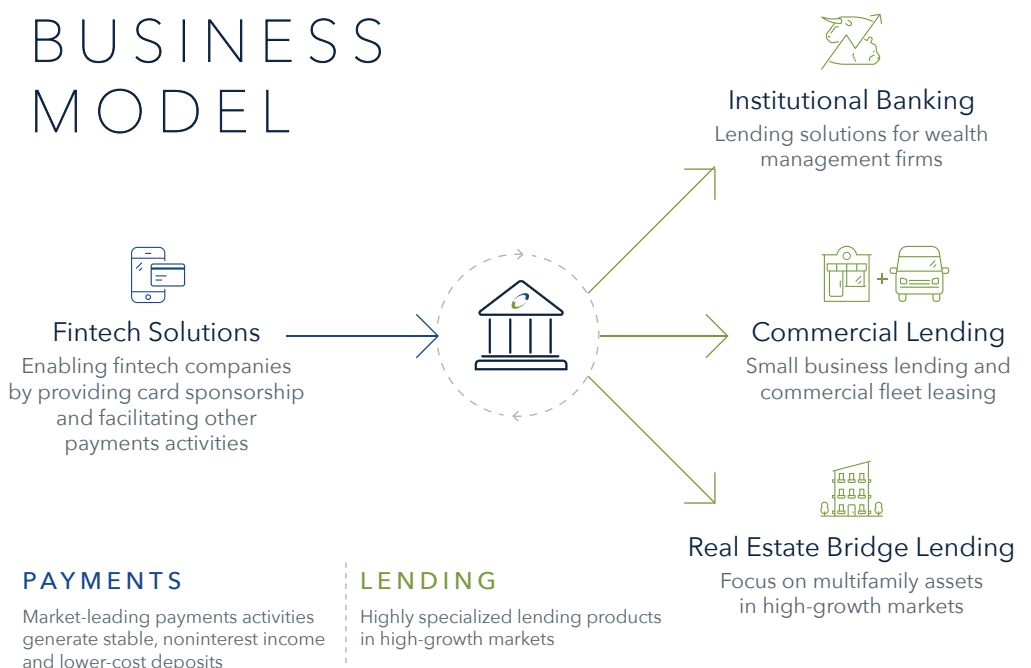 BUSINESS
MODEL
Institutional Banking
Lending solutions for wealth
management firms
Fintech Solutions
Enabling fintech companies
by providing card sponsorship
and facilitating other
payments activities
Commercial Lending
Small business lending and
commercial fleet leasing
Real Estate Bridge Lending
Focus on multifamily assets
in high-growth markets
PAYMENTS
Market-leading payments activities
generate stable, noninterest income
and lower-cost deposits
LENDING
Highly specialized lending products
in high-growth markets